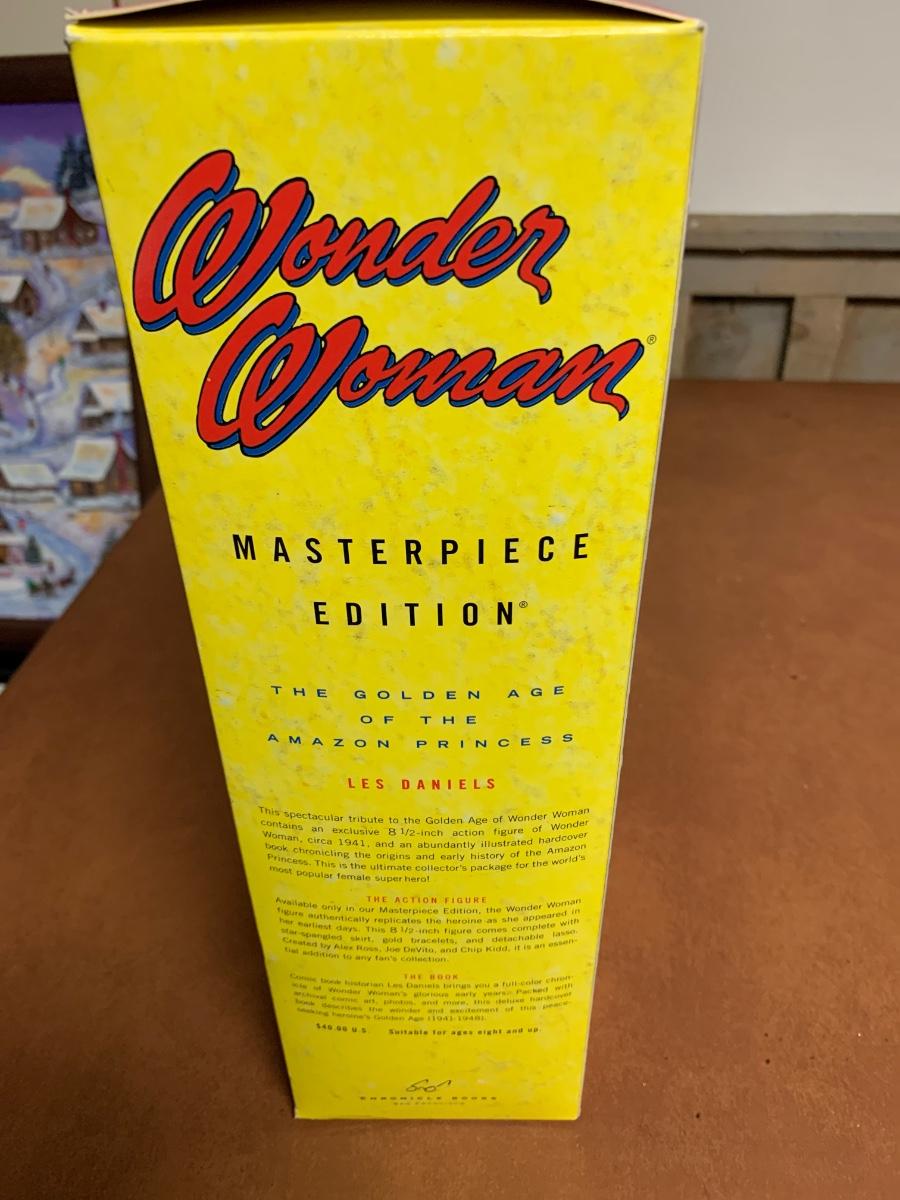 Wonder
Woman®
MASTERPIECE
EDITION®
THE GOLDEN AGE
OF THE
AMAZON PRINCESS
LES DANIELS
This spectacular tribute to the Golden Age of Wonder Woman
contains an exclusive 8 1/2-inch action figure of Wonder
Woman, circa 1941, and an abundantly illustrated hardcover
book chronicling the origins and early history of the Amazon
Princess. This is the ultimate collector's package for the world's
most popular female super hero!
THE ACTION FIGURE
Available only in our Masterpiece Edition, the Wonder Woman
figure authentically replicates the heroine as she appeared in
her earliest days. This 8 1/2-inch figure comes complete with
star-spangled skirt, gold bracelets, and detachable lasso.
Created by Alex Ross, Joe DeVito, and Chip Kidd, it is an essen-
tial addition to any fan's collection.
THE BOOK
Comic book historian Les Daniels brings you a full-color chron-
icle of Wonder Woman's glorious early years. Packed with
archival comic art, photos, and more, this deluxe hardcover
book describes the wonder and excitement of this peace-
seeking heroine's Golden Age (1941-1948).
$40.00 U.S. Suitable for ages eight and up.
CHRONICLE BOOKS
SAN FRANCISCO